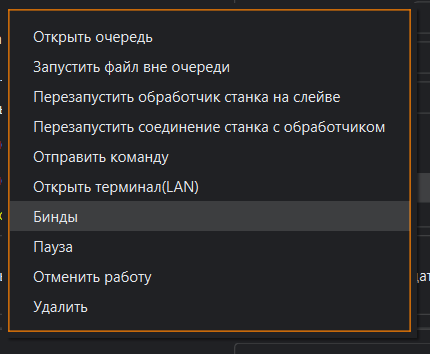 Открыть очередь
Запустить файл вне очереди
Перезапустить обработчик станка на слейве
Перезапустить соединение станка с обработчиком
Отправить команду
Открыть терминал(LAN)
Бинды
Пауза
Отменить работу
Удалить